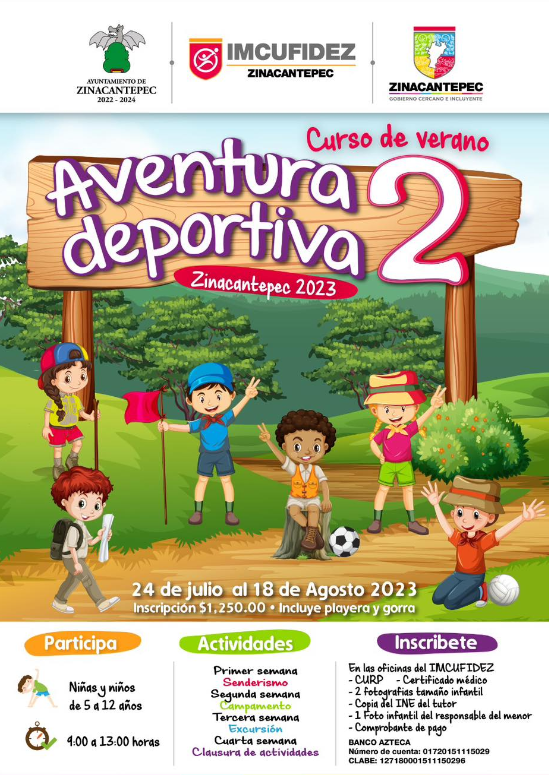 AYUNTAMIENTO DE
ZINACANTEPEC
2022 - 2024
IMCUFIDEZ
ZINACANTEPEC
ZINACANTEPEC
GOBIERNO CERCANO E INCLUYENTE
Curso de verano
Aventura
deportiva
2
Zinacantepec 2023
24 de julio al 18 de Agosto 2023
Inscripción $1,250.00 • Incluye playera y gorra
Participa
Niñas y niños
de 5 a 12 años
9:00 a 13:00 horas
Actividades
Primer semana
Senderismo
Segunda semana
Campamento
Tercera semana
Excursión
Cuarta semana
Clausura de actividades
Inscribete
En las oficinas del IMCUFIDEZ
- CURP - Certificado médico
- 2 Fotografias tamaño infantil
- Copia del INE del tutor
- 1 Foto infantil del responsable del menor
- Comprobante de pago
BANCO AZTECA
Número de cuenta: 01720151115029
CLABE: 127180001511150296